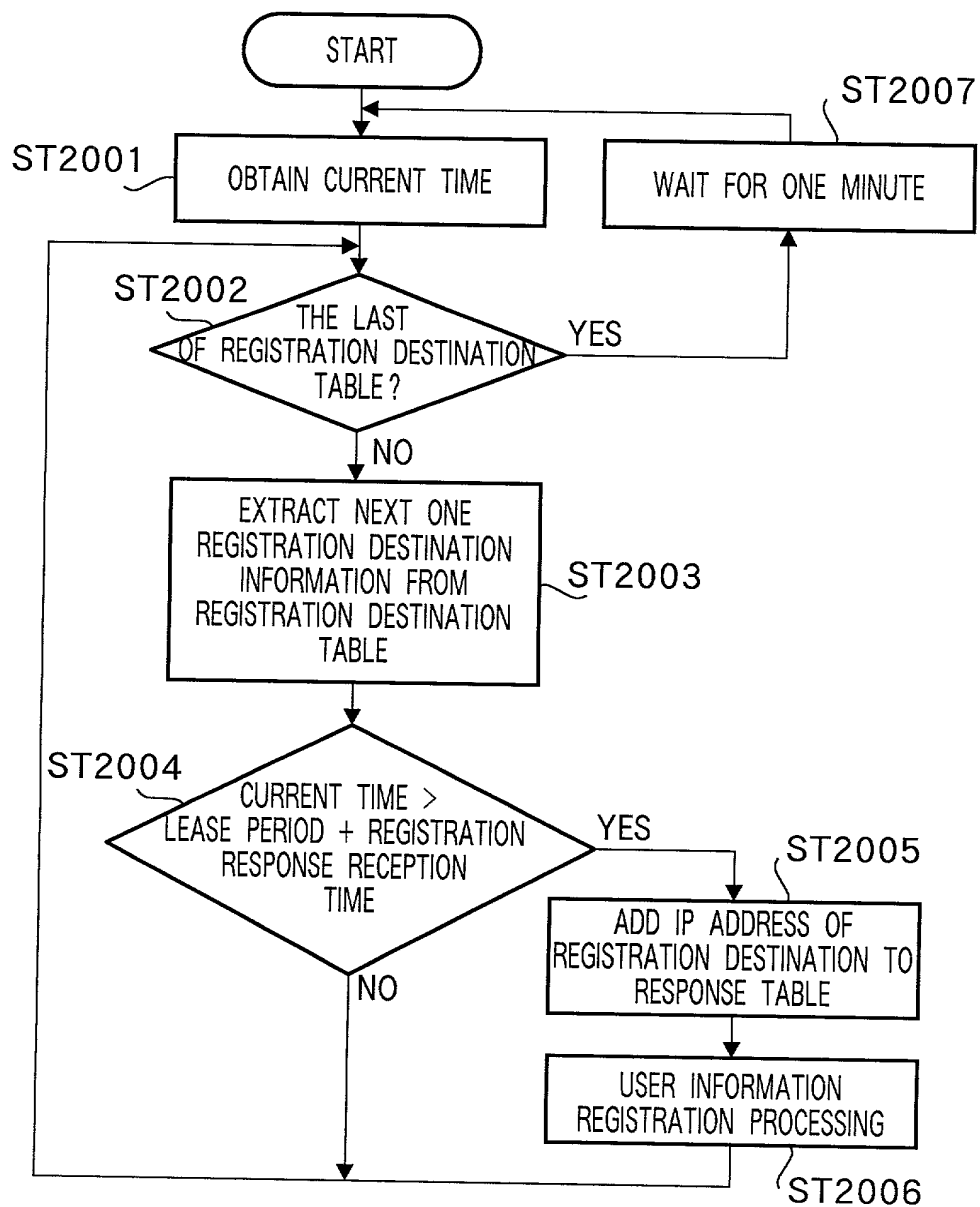 START
ST2007
ST2001
OBTAIN CURRENT TIME
WAIT FOR ONE MINUTE
ST2002
THE LAST
OF REGISTRATION DESTINATION
TABLE?
YES
NO
EXTRACT NEXT ONE
REGISTRATION DESTINATION
INFORMATION FROM
REGISTRATION DESTINATION
TABLE
ST2003
ST2004
CURRENT TIME >
LEASE PERIOD + REGISTRATION
RESPONSE RECEPTION
TIME
YES
NO
ST2005
ADD IP ADDRESS OF
REGISTRATION DESTINATION TO
RESPONSE TABLE
USER INFORMATION
REGISTRATION PROCESSING
ST2006